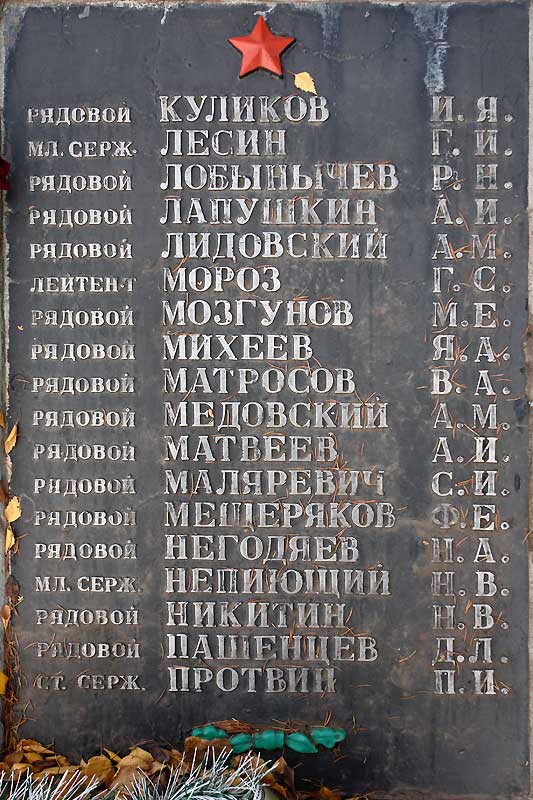 РЯДОВОЙ КУЛИКОВ И. Я.
МЛ. СЕРЖ. ЛЕСИН Г. И.
РЯДОВОЙ ЛОБЫНЫЧЕВ Р. Н.
РЯДОВОЙ ЛАПУШКИН А. И.
РЯДОВОЙ ЛИДОВСКИЙ А. М.
ЛЕЙТЕН-Т МОРОЗ Г. С.
РЯДОВОЙ МОЗГУНОВ М. Е.
РЯДОВОЙ МИХЕЕВ Я. А.
РЯДОВОЙ МАТРОСОВ В. А.
РЯДОВОЙ МЕДОВСКИЙ А. М.
РЯДОВОЙ МАТВЕЕВ А. И.
РЯДОВОЙ МАЛЯРЕВИЧ С. И.
РЯДОВОЙ МЕЩЕРЯКОВ Ф. Е.
РЯДОВОЙ НЕГОДЯЕВ Н. А.
МЛ. СЕРЖ. НЕПИЮЩИЙ Н. В.
РЯДОВОЙ НИКИТИН Н. В.
РЯДОВОЙ ПАШЕНЦЕВ Д. Л.
СТ. СЕРЖ. ПРОТВИН П. И.